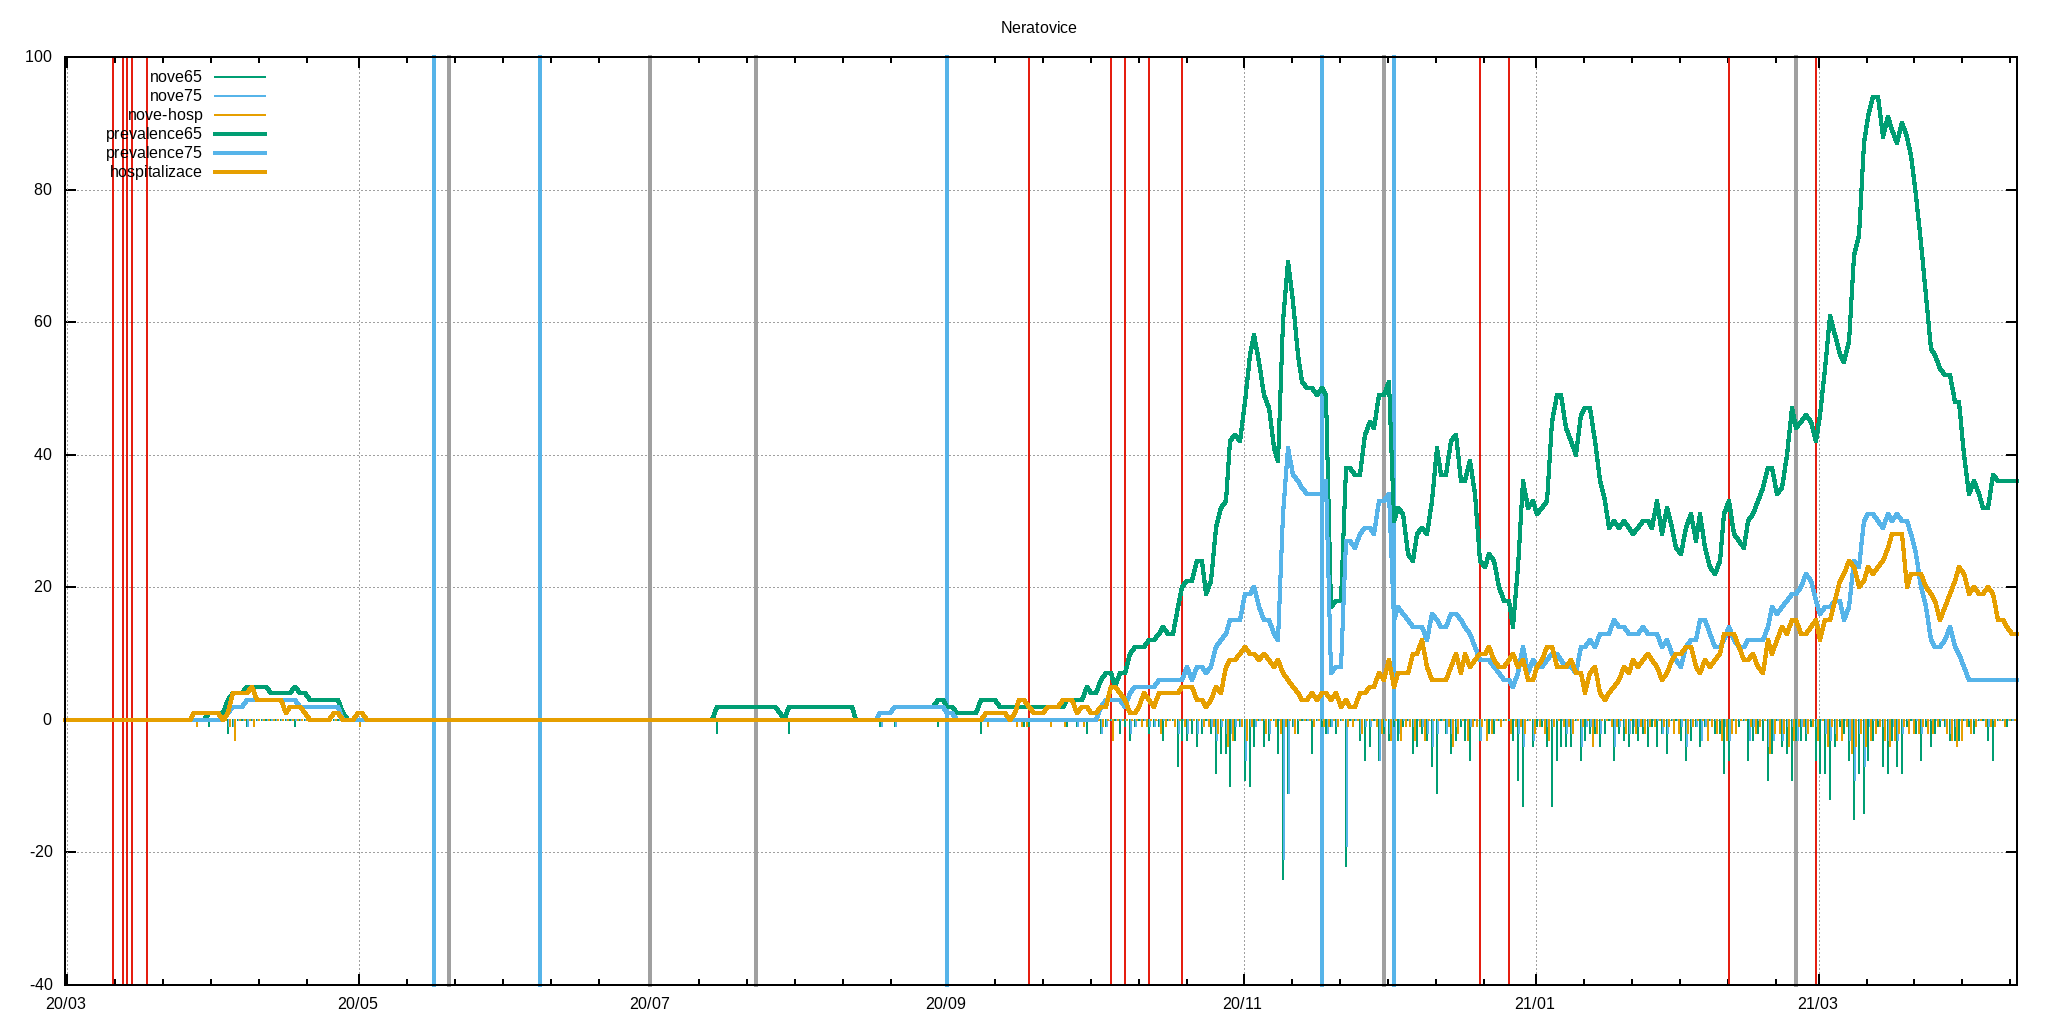 Neratovice
100
80
60
40
20
0
-20
-40
nove65
nove75
nove-hosp
prevalence65
prevalence75
hospitalizace
20/03 20/05 20/07 20/09 20/11 21/01 21/03